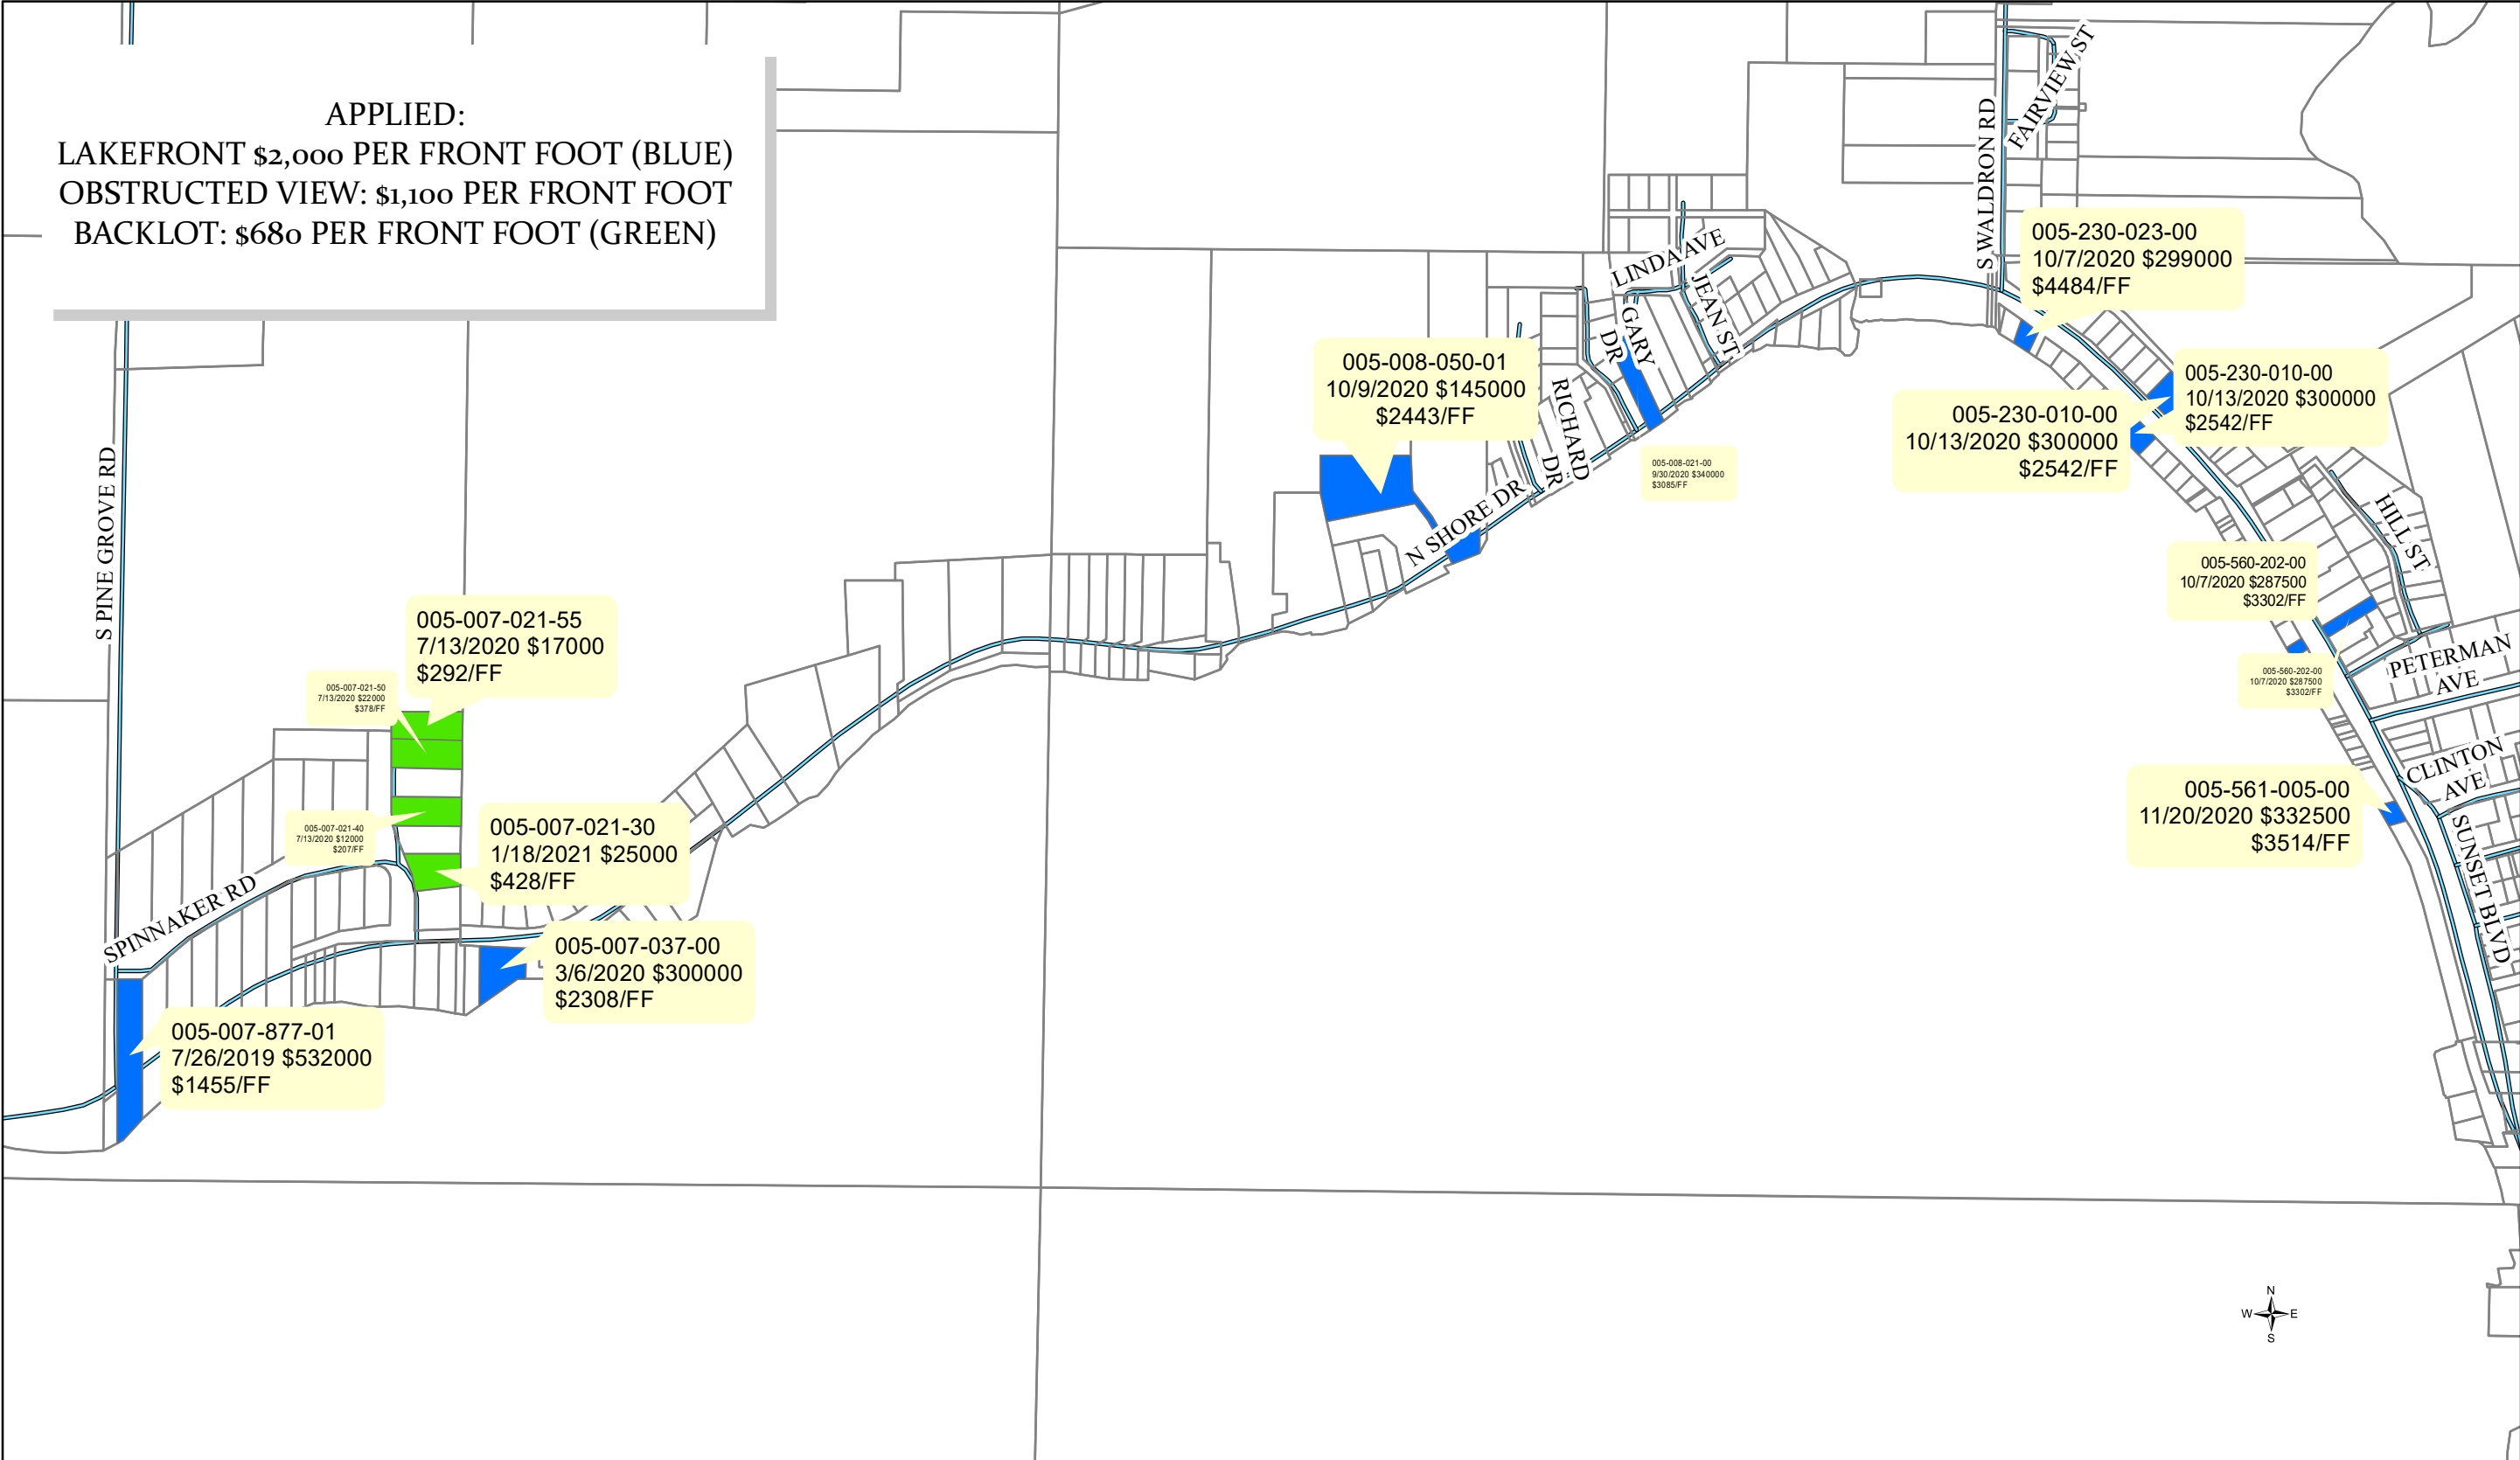 APPLIED:
LAKEFRONT $2,000 PER FRONT FOOT (BLUE)
OBSTRUCTED VIEW: $1,100 PER FRONT FOOT
BACKLOT: $680 PER FRONT FOOT (GREEN)
FAIRVIEW ST
S WALDRON RD
005-230-023-00
10/7/2020 $299000
$4484/FF
LINDA AVE
JEAN ST
GARY
DR
005-008-050-01
10/9/2020 $145000
$2443/FF
RICHARD
DR
005-230-010-00
10/13/2020 $300000
$2542/FF
005-230-010-00
10/13/2020 $300000
$2542/FF
005-008-021-00
9/30/2020 $340000
$3085/FF
N SHORE DR
HILL ST
S PINE GROVE RD
005-560-202-00
10/7/2020 $287500
$3302/FF
005-007-021-55
7/13/2020 $17000
$292/FF
005-007-021-50
7/13/2020 $22000
$378/FF
PETERMAN
AVE
005-560-202-00
10/7/2020 $287500
$3302/FF
CLINTON
AVE
005-561-005-00
11/20/2020 $332500
$3514/FF
005-007-021-40
7/13/2020 $12000
$207/FF
005-007-021-30
1/18/2021 $25000
$428/FF
SUNSET BLVD
SPINNAKER RD
005-007-037-00
3/6/2020 $300000
$2308/FF
005-007-877-01
7/26/2019 $532000
$1455/FF
N
W E
S